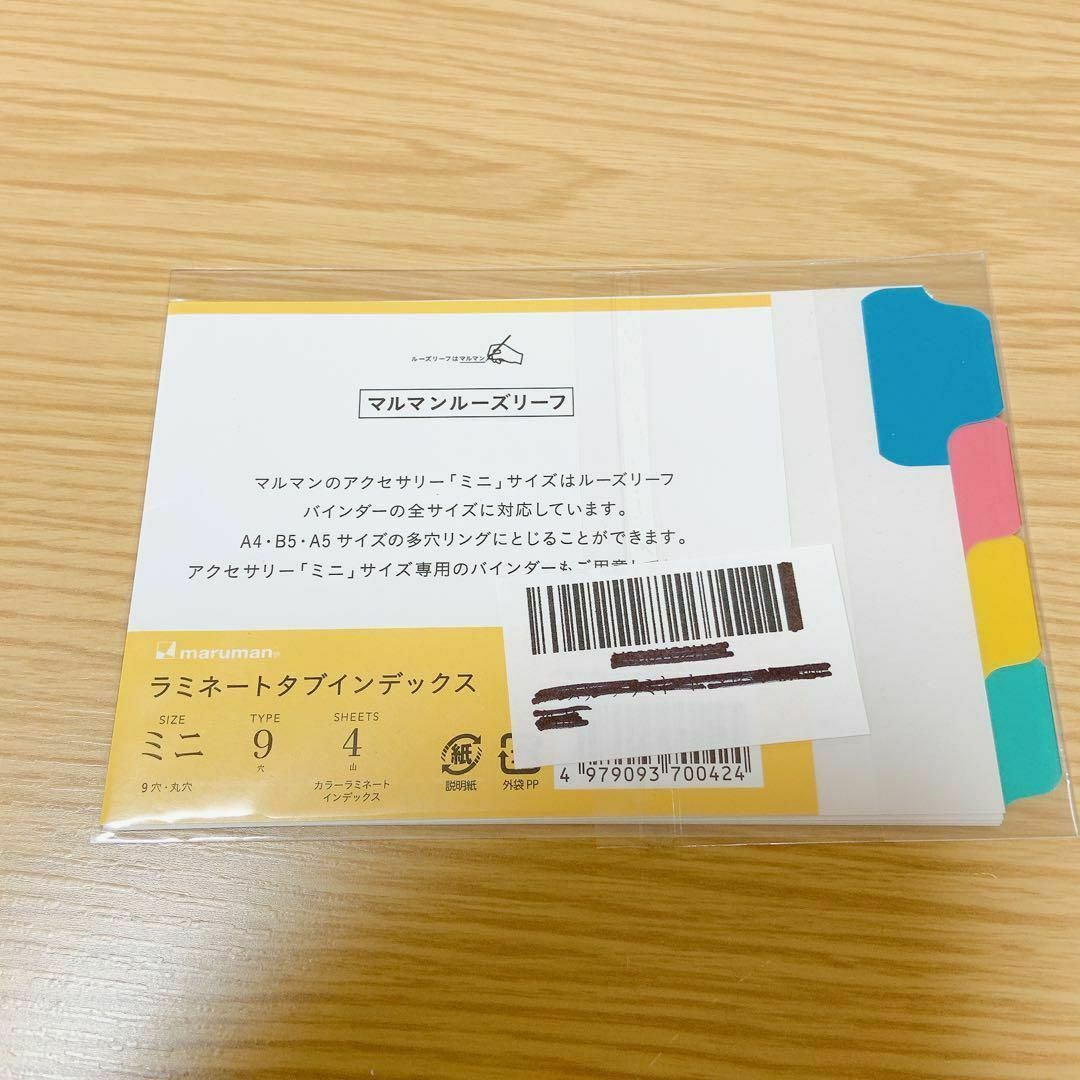 ルーズリーフはマルマン
マルマンルーズリーフ
マルマンのアクセサリー「ミニ」サイズはルーズリーフ
バインダーの全サイズに対応しています。
A4・B5・A5 サイズの多穴リングにとじることができます。
アクセサリー「ミニ」サイズ専用のバインダーもご用意して
maruman®
ラミネートタブインデックス
SIZE
ミニ
9穴・丸穴
TYPE
9
穴
SHEETS
4
山
カラーラミネート
インデックス
紙
説明紙
外袋 PP
4 979093 700424